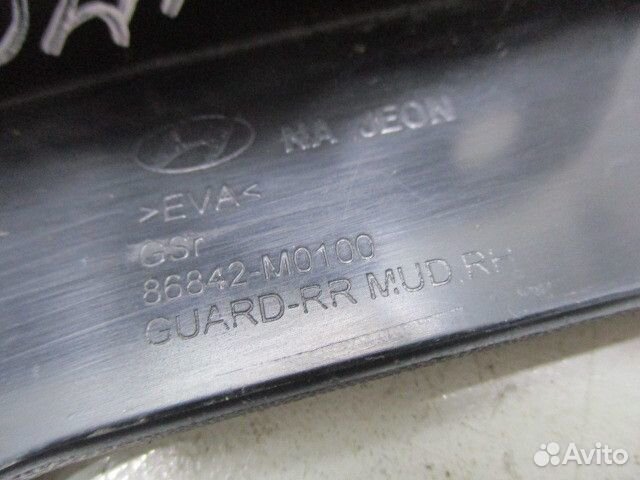 NA JEON
>EVA<
GSr
86842-M0100
GUARD-RR MUD,RH
Avito